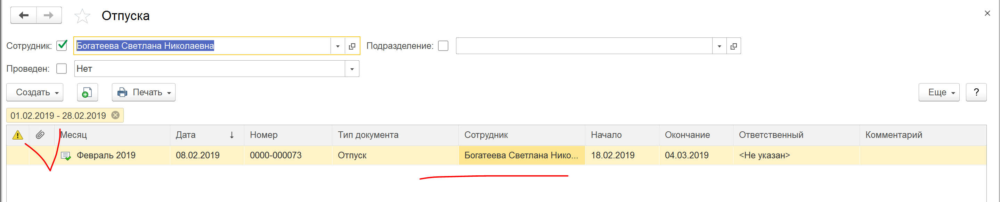 Отпуска
Сотрудник: Богатеева Светлана Николаевна Подразделение:
Проведен: Нет
Создать Печать Еще ?
01.02.2019 - 28.02.2019
Месяц Дата Номер Тип документа Сотрудник Начало Окончание Ответственный Комментарий
Февраль 2019 08.02.2019 0000-000073 Отпуск Богатеева Светлана Нико... 18.02.2019 04.03.2019 <Не указан>